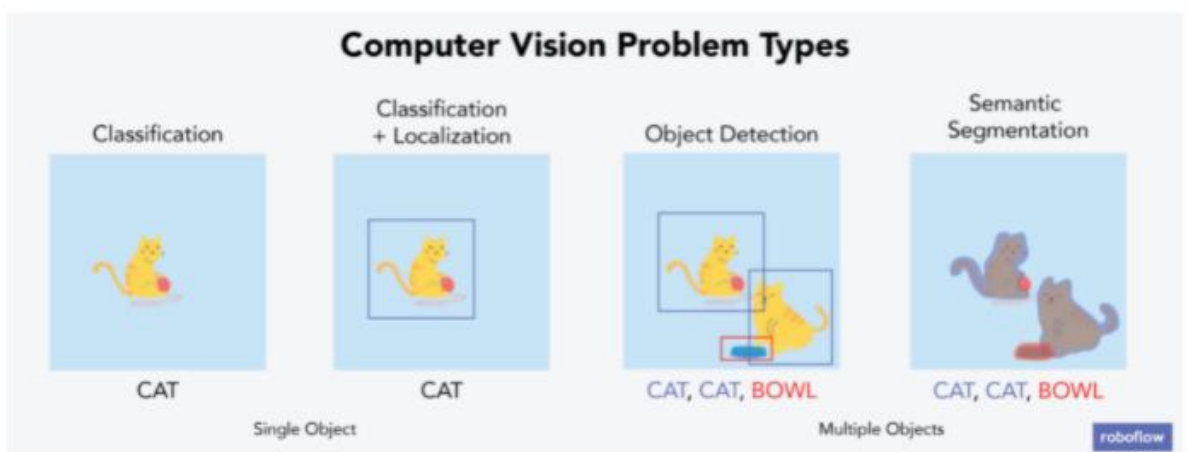 Computer Vision Problem Types
Classification
Classification
+ Localization
Object Detection
Semantic
Segmentation
CAT
CAT
CAT, CAT, BOWL
CAT, CAT, BOWL
Single Object
Multiple Objects
roboflow